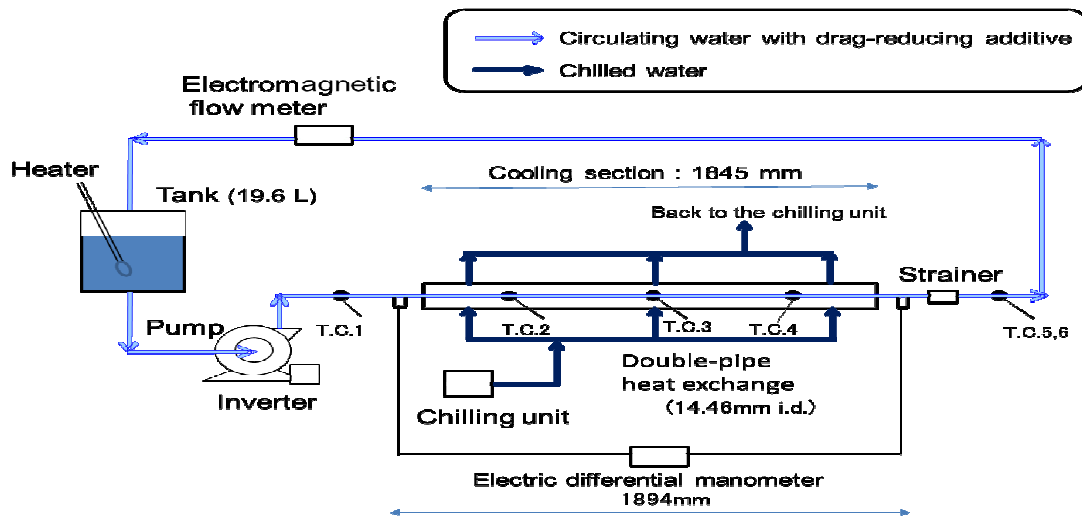 Circulating water with drag-reducing additive
Chilled water
Electromagnetic
flow meter
Heater
Tank (19.6 L)
Cooling section : 1845 mm
Back to the chilling unit
Strainer
T.C.1
T.C.2
T.C.3
T.C.4
T.C.5,6
Pump
Inverter
Double-pipe
heat exchange
(14.46mm i.d.)
Chilling unit
Electric differential manometer
1894mm